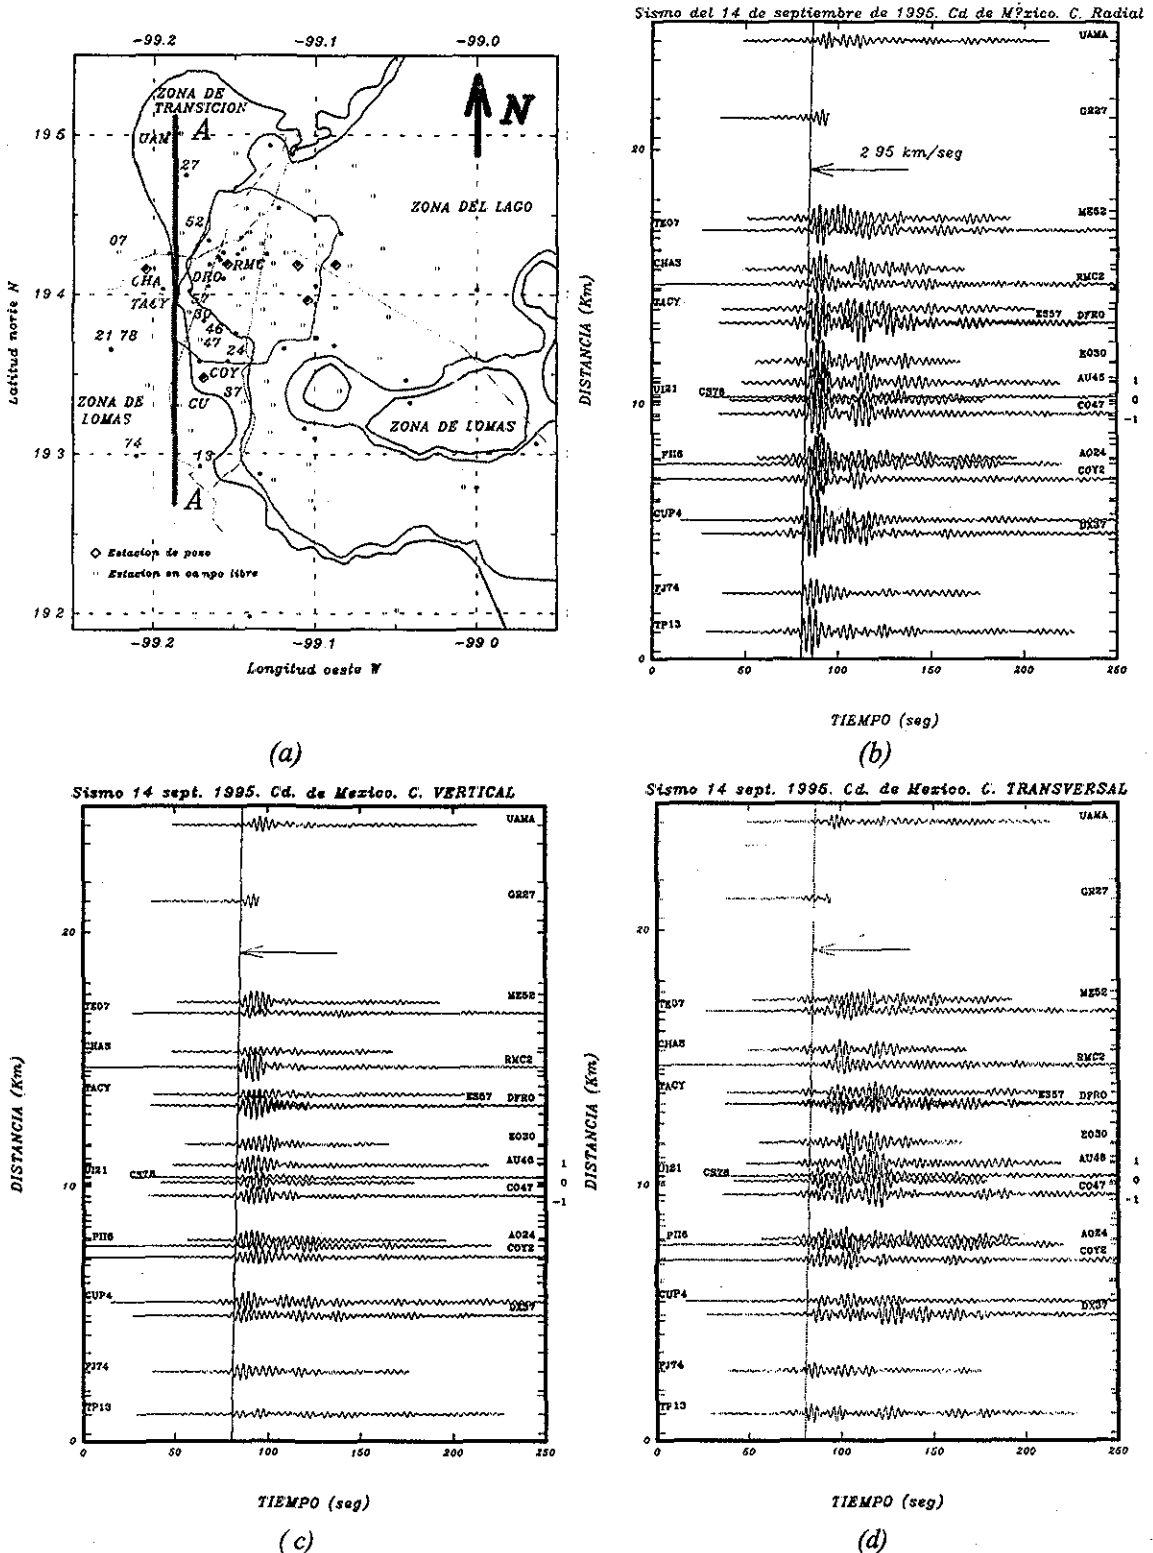 -99.2 -99.1 -99.0
ZONA DE
TRANSICION
UAM A
27
N
ZONA DEL LAGO
52
07
CHA DRO RMC
TACY 57
30
46
47
21 78
24
COY
37
CU
ZONA DE
LOMAS
ZONA DE LOMAS
74
13
A
Estacion de pozo
Estacion en campo libre
19 5
19 4
19 3
19 2
Latitud norte N
-99.2 -99.1 -99.0
Longitud oeste W
(a)
Sismo del 14 de septiembre de 1995. Cd de M?xico. C. Radial
UAMA
GR27
20
2 95 km/seg
TE07 ME52
CHAS
RMC2
TACY
ES57 DFRO
EO30
AU46 1
UI21 CS78 0
10
CO47 -1
PII6 AO24
COY2
CUP4
DX37
FJ74
TP13
0
0 50 100 150 200 250
DISTANCIA (Km)
TIEMPO (seg)
(b)
Sismo 14 sept. 1995. Cd. de Mexico. C. VERTICAL
UAMA
GR27
20
TE07 ME52
CHAS
RMC2
TACY
ES57 DFRO
EO30
AU46 1
UI21 CS78 0
10
CO47 -1
PII6 AO24
COY2
CUP4
DX37
FJ74
TP13
0
0 50 100 150 200 250
DISTANCIA (Km)
TIEMPO (seg)
(c)
Sismo 14 sept. 1995. Cd. de Mexico. C. TRANSVERSAL
UAMA
GR27
20
TE07 ME52
CHAS
RMC2
TACY
ES57 DFRO
EO30
AU46 1
UI21 CS78 0
10
CO47 -1
PII6 AO24
COY2
CUP4
DX37
FJ74
TP13
0
0 50 100 150 200 250
DISTANCIA (Km)
TIEMPO (seg)
(d)